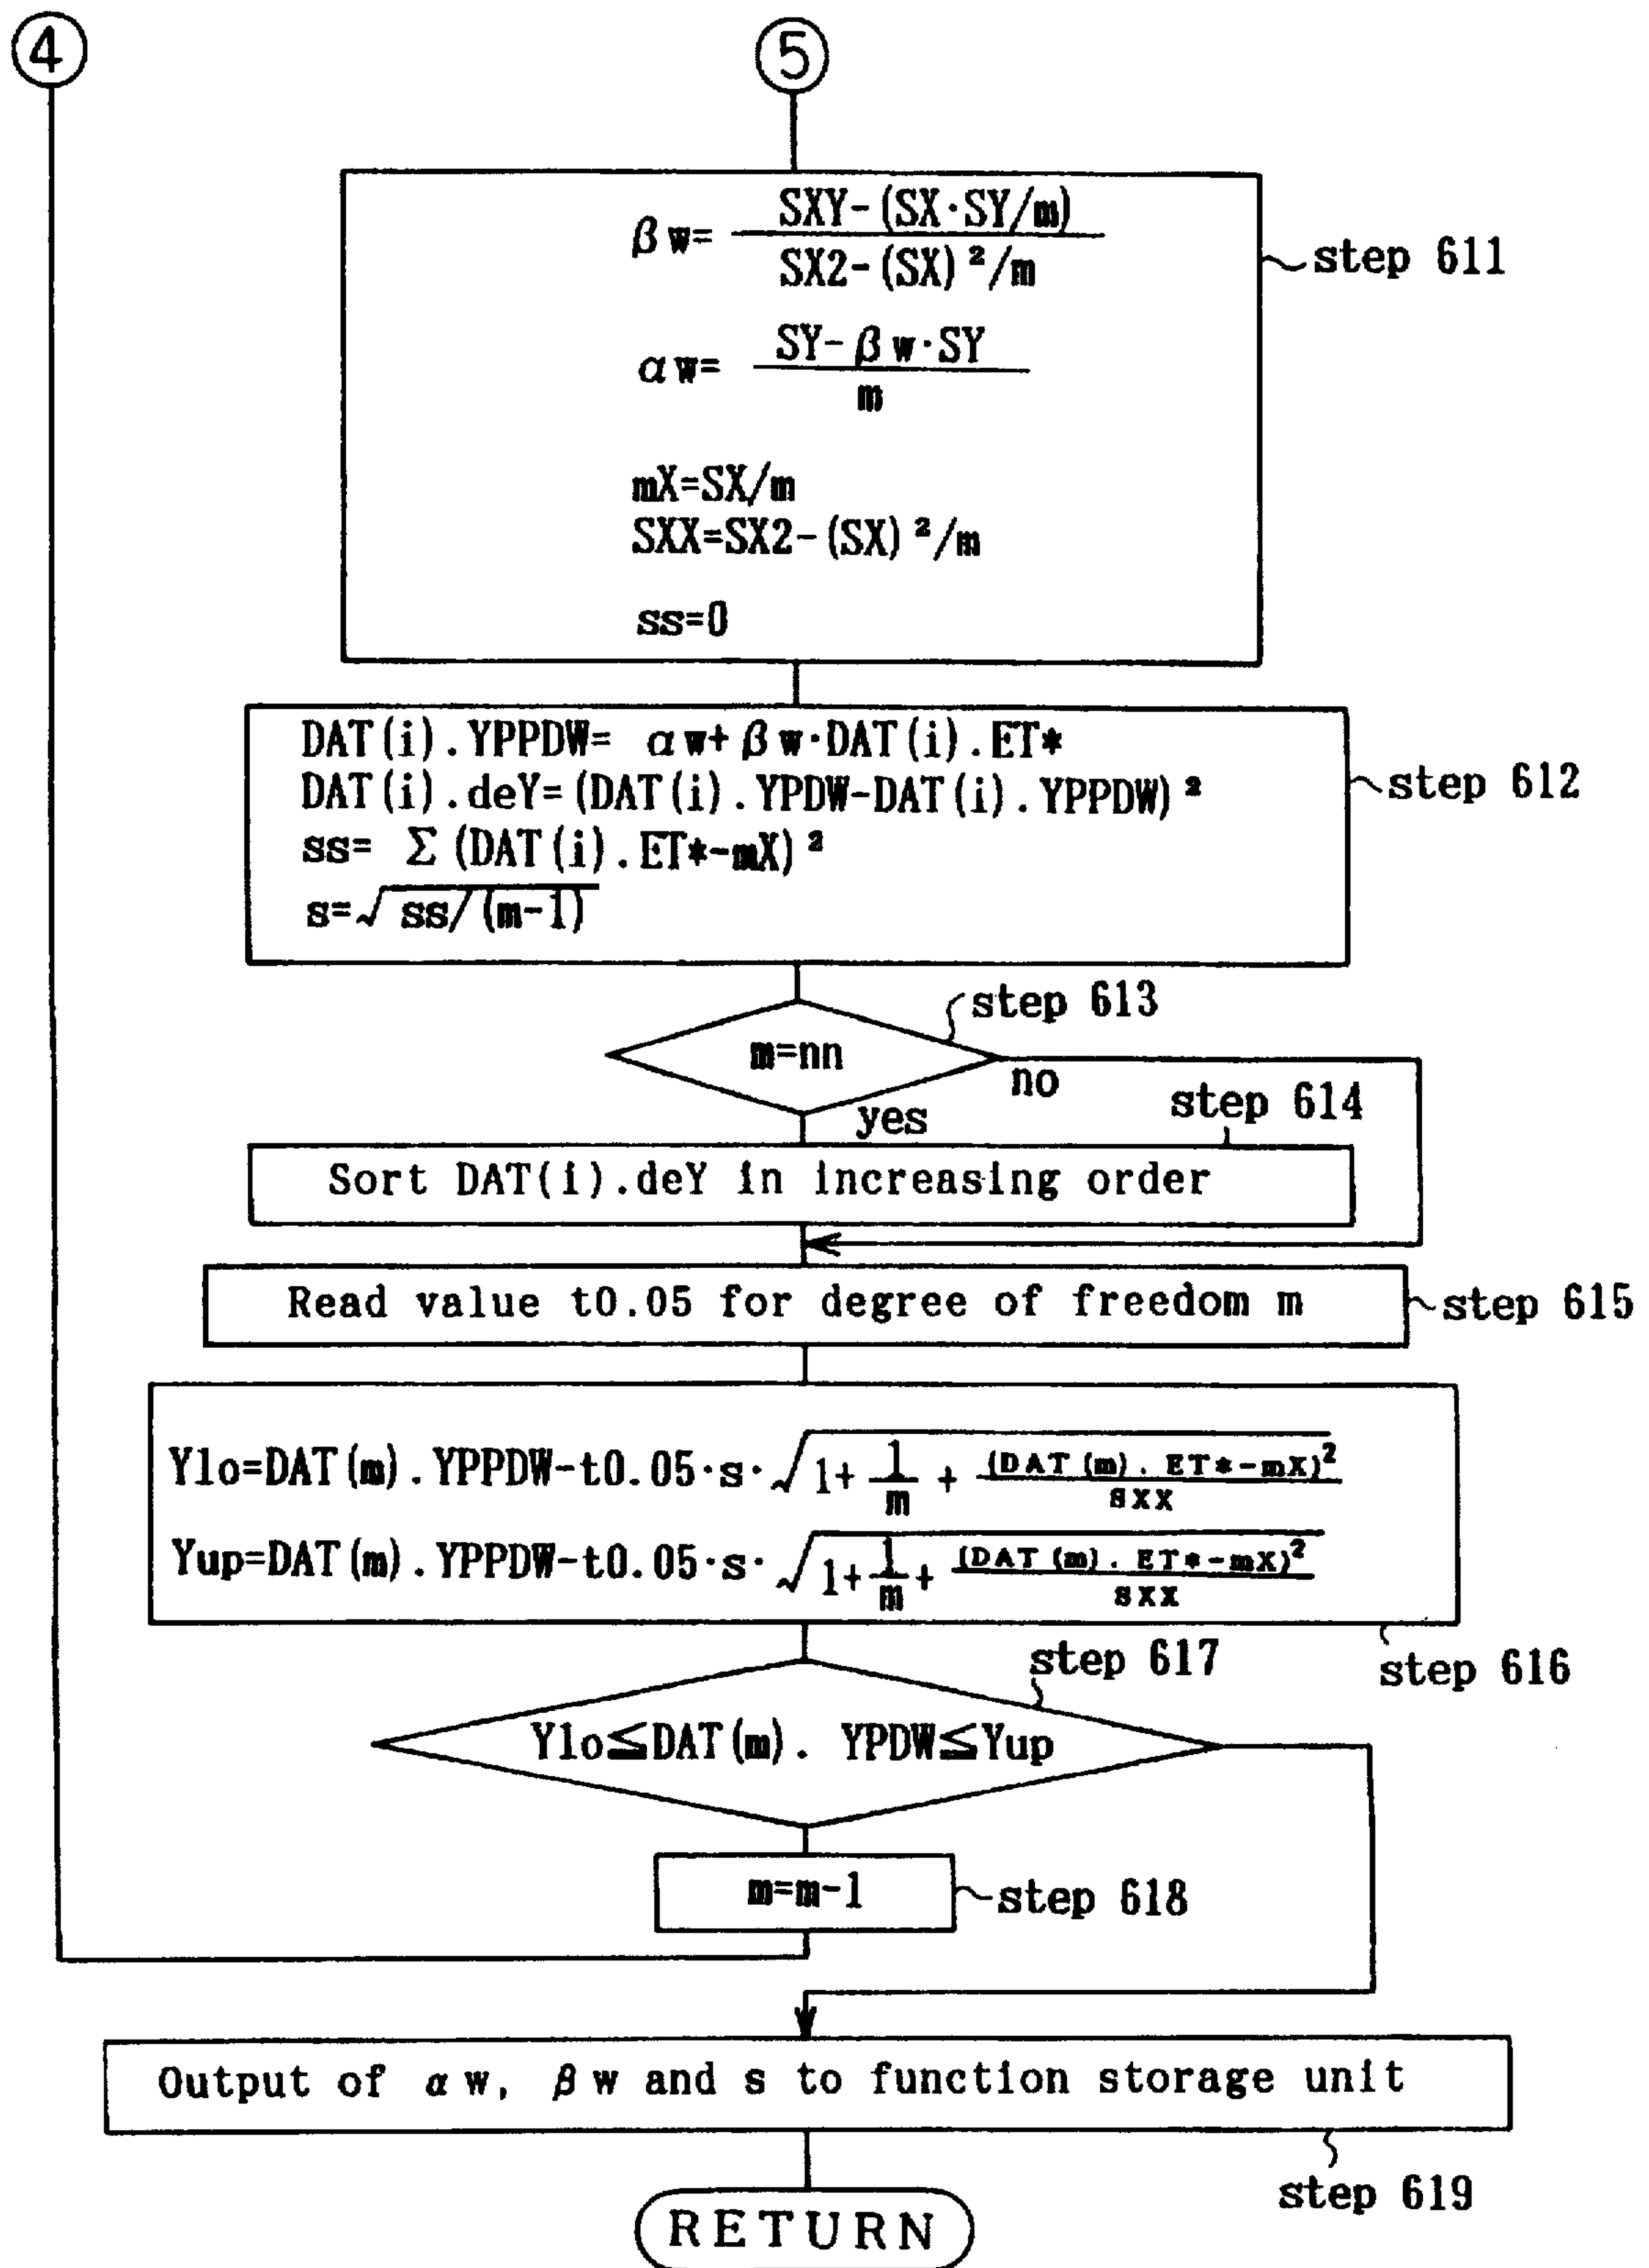 ④
⑤
βw= SXY-(SX·SY/m) / SX2-(SX)²/m
step 611
αw= SY-βw·SY / m
mX=SX/m
SXX=SX2-(SX)²/m
ss=0
DAT(i).YPPDW= αw+βw·DAT(i).ET*
DAT(i).deY=(DAT(i).YPDW-DAT(i).YPPDW)²
step 612
ss= Σ(DAT(i).ET*-mX)²
s=√ss/(m-1)
step 613
m=nn
no
step 614
yes
Sort DAT(i).deY in increasing order
Read value t0.05 for degree of freedom m
step 615
Ylo=DAT(m).YPPDW-t0.05·s·√1+1/m+(DAT(m).ET*-mX)²/sxx
Yup=DAT(m).YPPDW-t0.05·s·√1+1/m+(DAT(m).ET*-mX)²/sxx
step 617
step 616
Ylo≦DAT(m). YPDW≦Yup
m=m-1
step 618
Output of αw, βw and s to function storage unit
step 619
RETURN